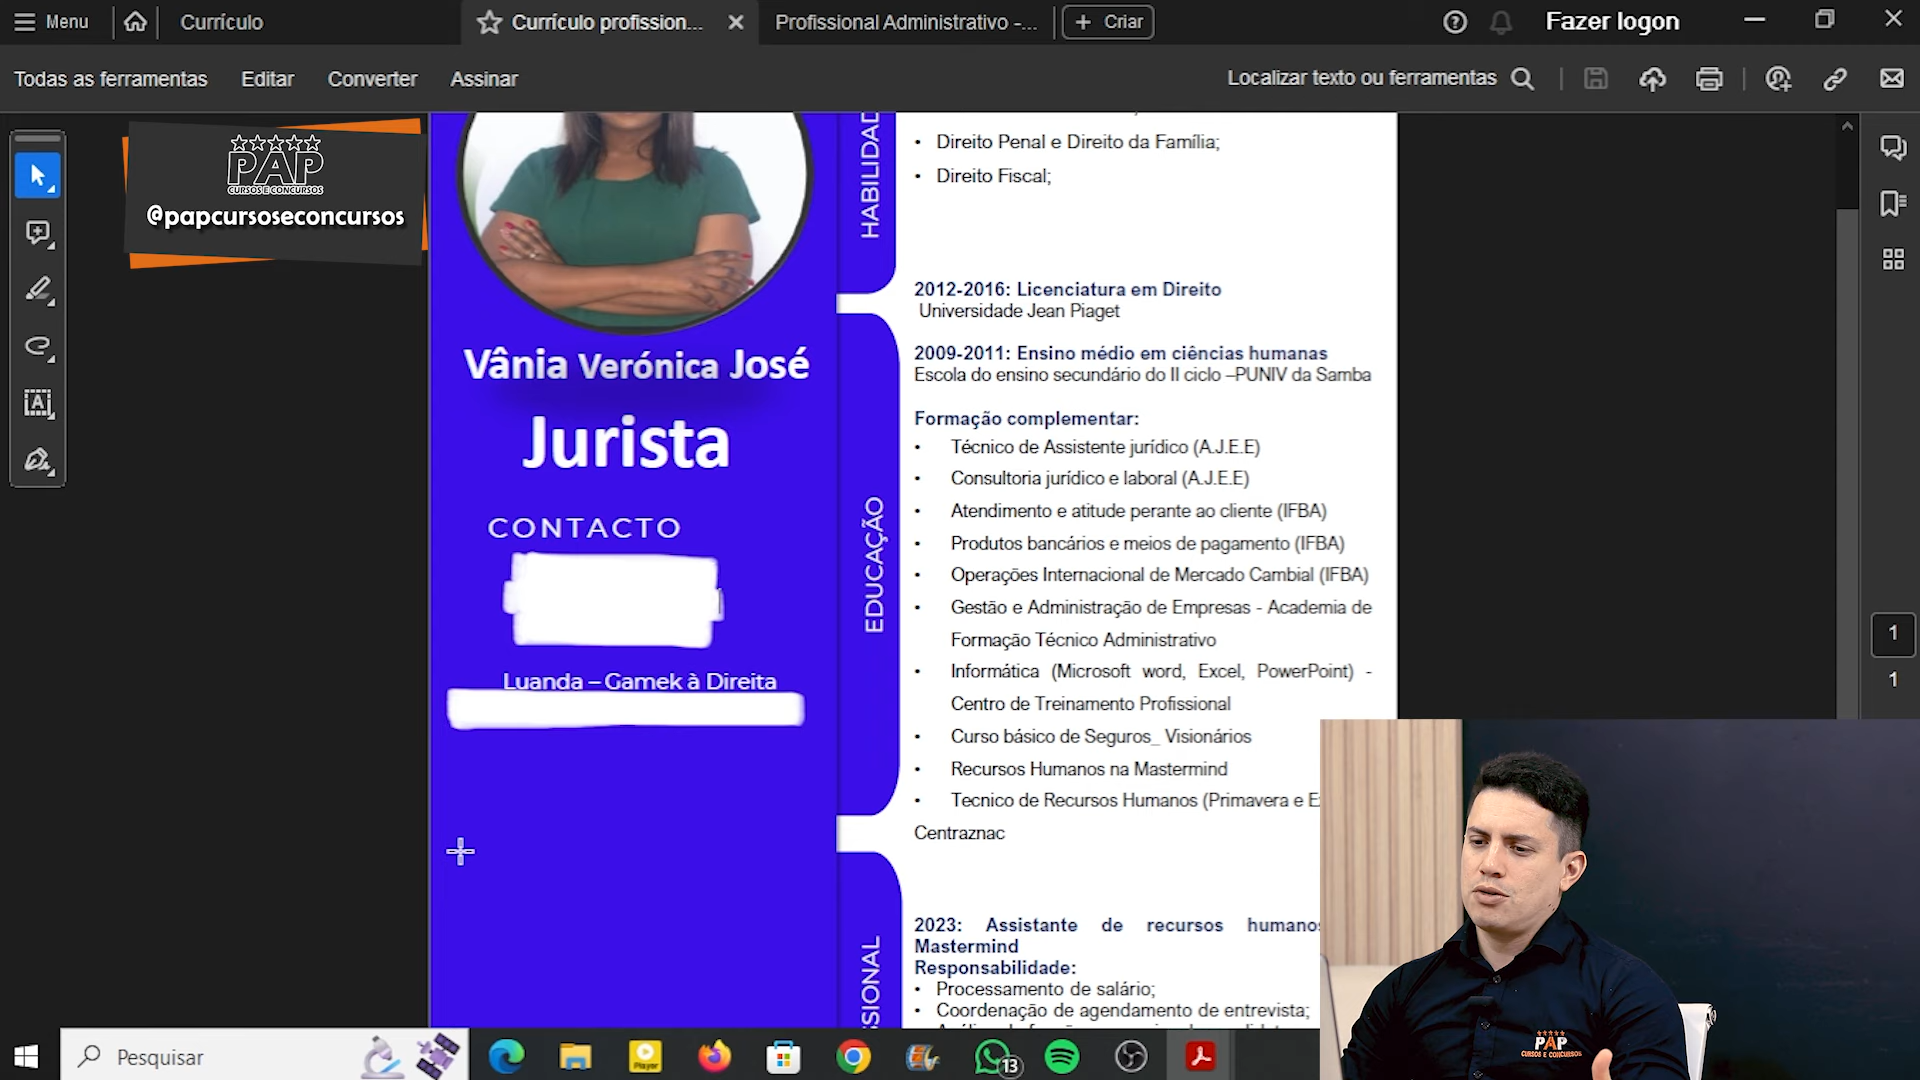 Menu
Currículo
Currículo profission...
Profissional Administrativo -...
Criar
Fazer logon
Todas as ferramentas
Editar
Converter
Assinar
Localizar texto ou ferramentas
PAP
CURSOS E CONCURSOS
@papcursoseconcursos
Vânia Verónica José
Jurista
CONTACTO
Luanda – Gamek à Direita
HABILIDAD
• Direito Penal e Direito da Família;
• Direito Fiscal;
EDUCAÇÃO
2012-2016: Licenciatura em Direito
Universidade Jean Piaget
2009-2011: Ensino médio em ciências humanas
Escola do ensino secundário do II ciclo –PUNIV da Samba
Formação complementar:
• Técnico de Assistente jurídico (A.J.E.E)
• Consultoria jurídico e laboral (A.J.E.E)
• Atendimento e atitude perante ao cliente (IFBA)
• Produtos bancários e meios de pagamento (IFBA)
• Operações Internacional de Mercado Cambial (IFBA)
• Gestão e Administração de Empresas - Academia de
Formação Técnico Administrativo
• Informática (Microsoft word, Excel, PowerPoint) -
Centro de Treinamento Profissional
• Curso básico de Seguros_ Visionários
• Recursos Humanos na Mastermind
• Tecnico de Recursos Humanos (Primavera e E
Centraznac
SSIONAL
2023: Assistante de recursos humanos
Mastermind
Responsabilidade:
• Processamento de salário;
• Coordenação de agendamento de entrevista;
1
1
PAP
CURSOS E CONCURSOS
Pesquisar
Player
13